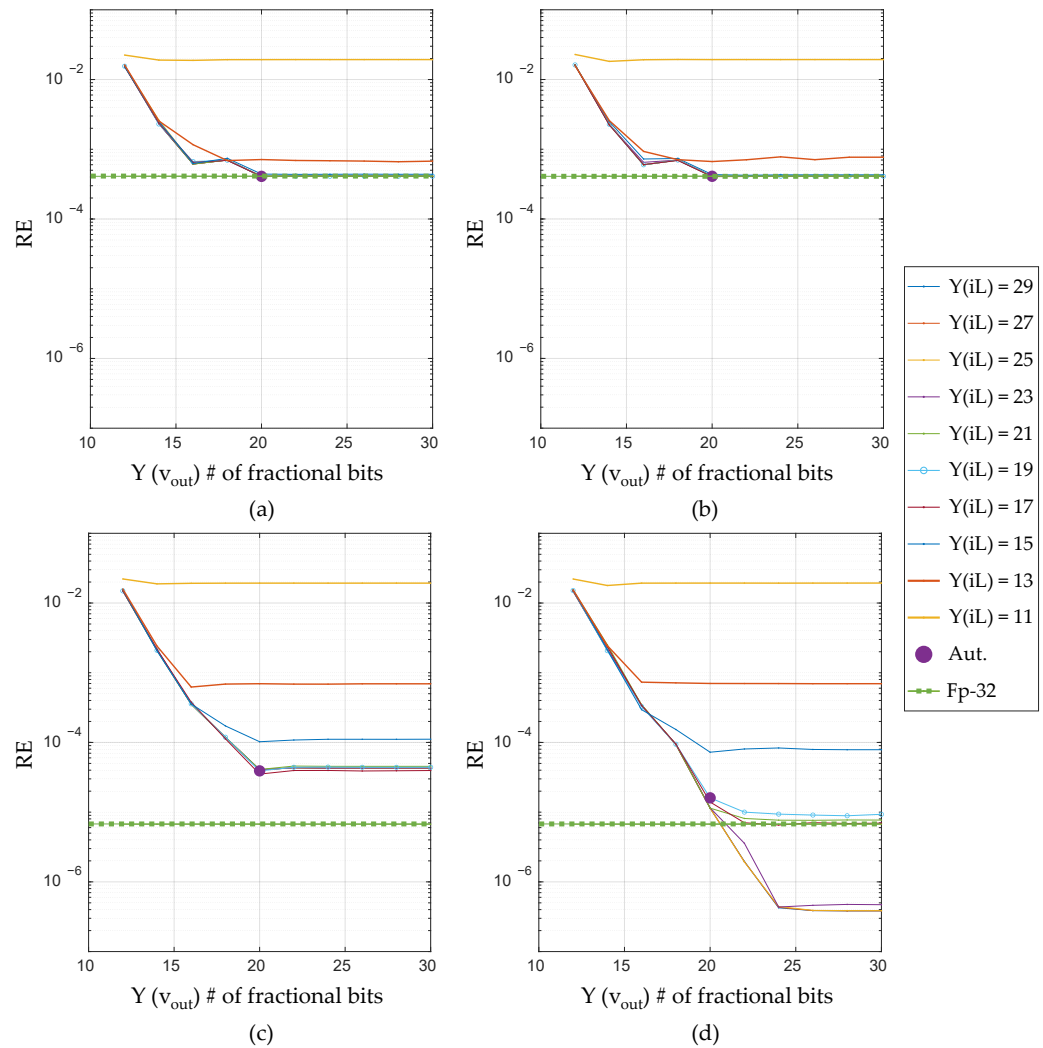 10 −2
10 −4
10 −6
RE
10 15 20 25 30
Y (vout) # of fractional bits
(a)
10 −2
10 −4
10 −6
RE
10 15 20 25 30
Y (vout) # of fractional bits
(b)
10 −2
10 −4
10 −6
RE
10 15 20 25 30
Y (vout) # of fractional bits
(c)
10 −2
10 −4
10 −6
RE
10 15 20 25 30
Y (vout) # of fractional bits
(d)
Y(iL) = 29
Y(iL) = 27
Y(iL) = 25
Y(iL) = 23
Y(iL) = 21
Y(iL) = 19
Y(iL) = 17
Y(iL) = 15
Y(iL) = 13
Y(iL) = 11
Aut.
Fp-32